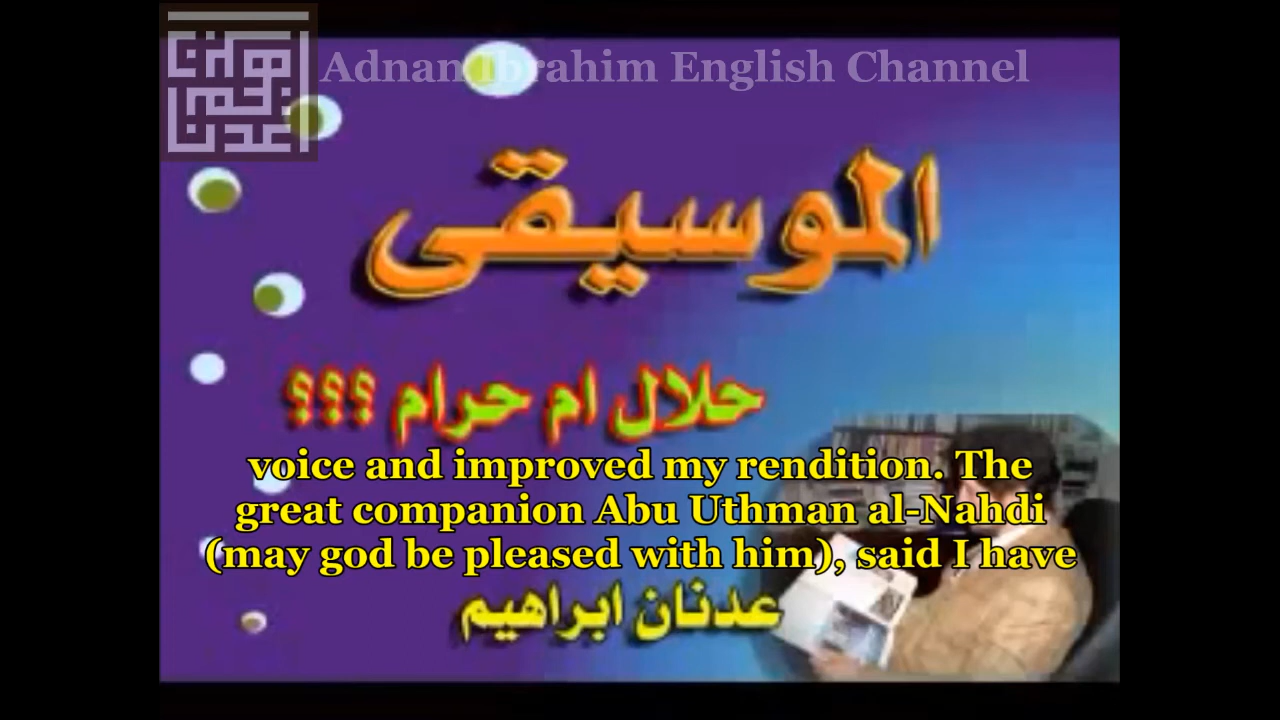 Adnan Ibrahim English Channel
الموسيقى
حلال ام حرام ؟؟؟
voice and improved my rendition. The
great companion Abu Uthman al-Nahdi
(may god be pleased with him), said I have
عدنان ابراهيم